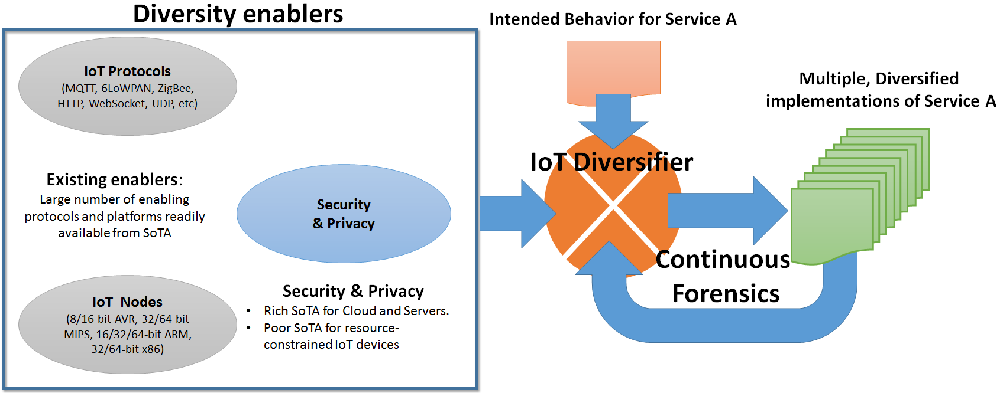 Diversity enablers
IoT Protocols
(MQTT, 6LoWPAN, ZigBee,
HTTP, WebSocket, UDP, etc)
Existing enablers:
Large number of enabling
protocols and platforms readily
available from SoTA
Security
& Privacy
IoT Nodes
(8/16-bit AVR, 32/64-bit
MIPS, 16/32/64-bit ARM,
32/64-bit x86)
Security & Privacy
• Rich SoTA for Cloud and Servers.
• Poor SoTA for resource-
constrained IoT devices
Intended Behavior for Service A
IoT Diversifier
Multiple, Diversified
implementations of Service A
Continuous
Forensics